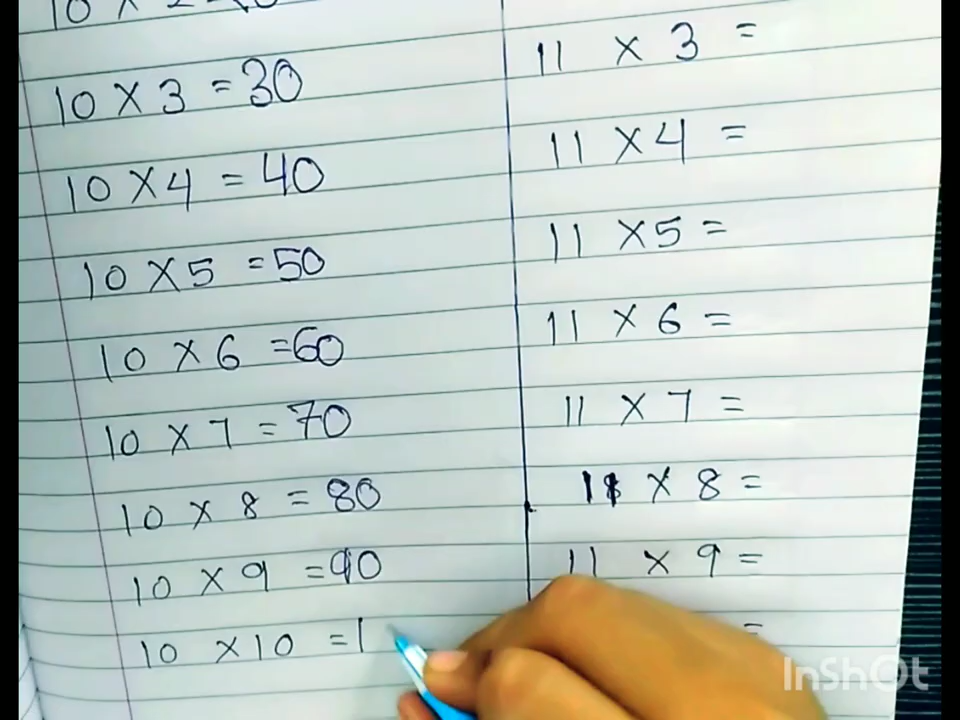 10 × 3 = 30
10 × 4 = 40
10 × 5 = 50
10 × 6 = 60
10 × 7 = 70
10 × 8 = 80
10 × 9 = 90
10 × 10 = 1
11 × 3 =
11 × 4 =
11 × 5 =
11 × 6 =
11 × 7 =
11 × 8 =
11 × 9 =
=
InShOt